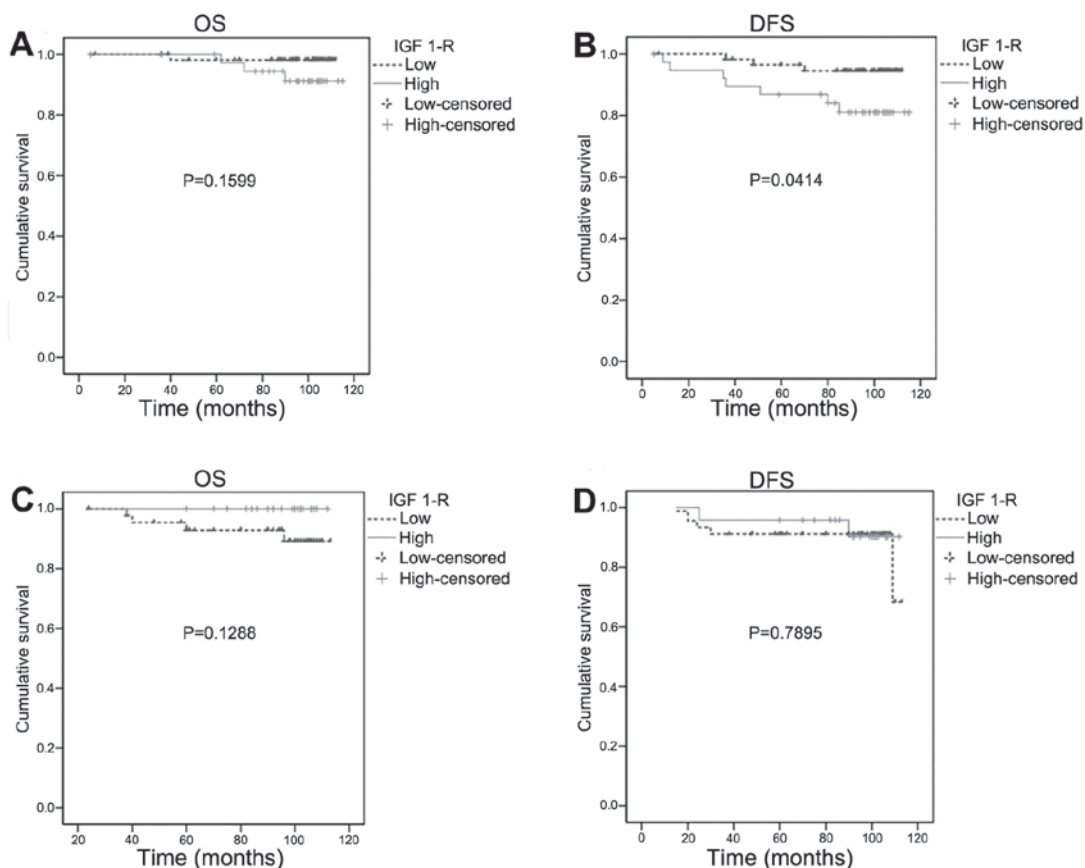 A
OS
IGF 1-R
Low
High
Low-censored
High-censored
Cumulative survival
1.0
0.8
0.6
0.4
0.2
0.0
P=0.1599
0 20 40 60 80 100 120
Time (months)
B
DFS
IGF 1-R
Low
High
Low-censored
High-censored
Cumulative survival
1.0
0.8
0.6
0.4
0.2
0.0
P=0.0414
0 20 40 60 80 100 120
Time (months)
C
OS
IGF 1-R
Low
High
Low-censored
High-censored
Cumulative survival
1.0
0.8
0.6
0.4
0.2
0.0
P=0.1288
20 40 60 80 100 120
Time (months)
D
DFS
IGF 1-R
Low
High
Low-censored
High-censored
Cumulative survival
1.0
0.8
0.6
0.4
0.2
0.0
P=0.7895
0 20 40 60 80 100 120
Time (months)